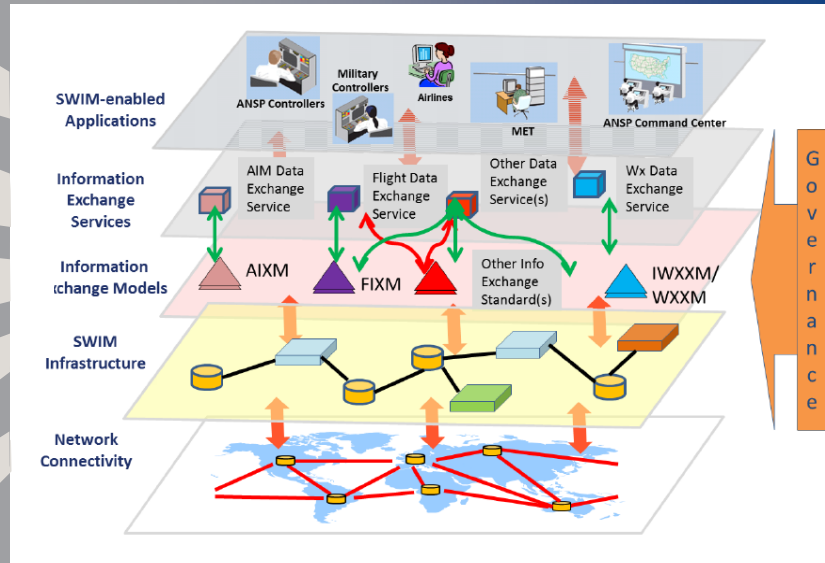 SWIM-enabled
Applications
ANSP Controllers
Military
Controllers
Airlines
MET
ANSP Command Center
Information
Exchange
Services
AIM Data
Exchange
Service
Flight Data
Exchange
Service
Other Data
Exchange
Service(s)
Wx Data
Exchange
Service
Information
xchange Models
AIXM
FIXM
Other Info
Exchange
Standard(s)
IWXXM/
WXXM
SWIM
Infrastructure
Network
Connectivity
G
o
v
e
r
n
a
n
c
e